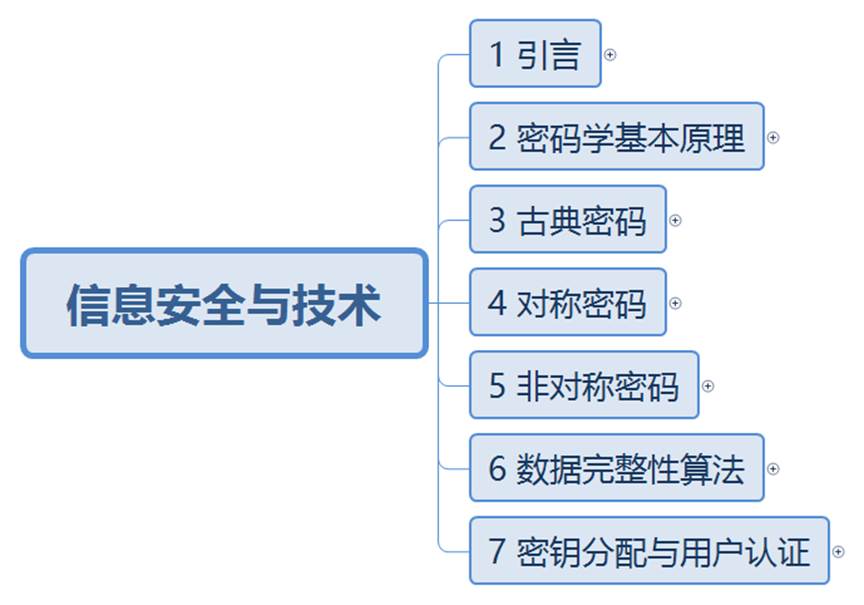 信息安全与技术
1 引言
2 密码学基本原理
3 古典密码
4 对称密码
5 非对称密码
6 数据完整性算法
7 密钥分配与用户认证